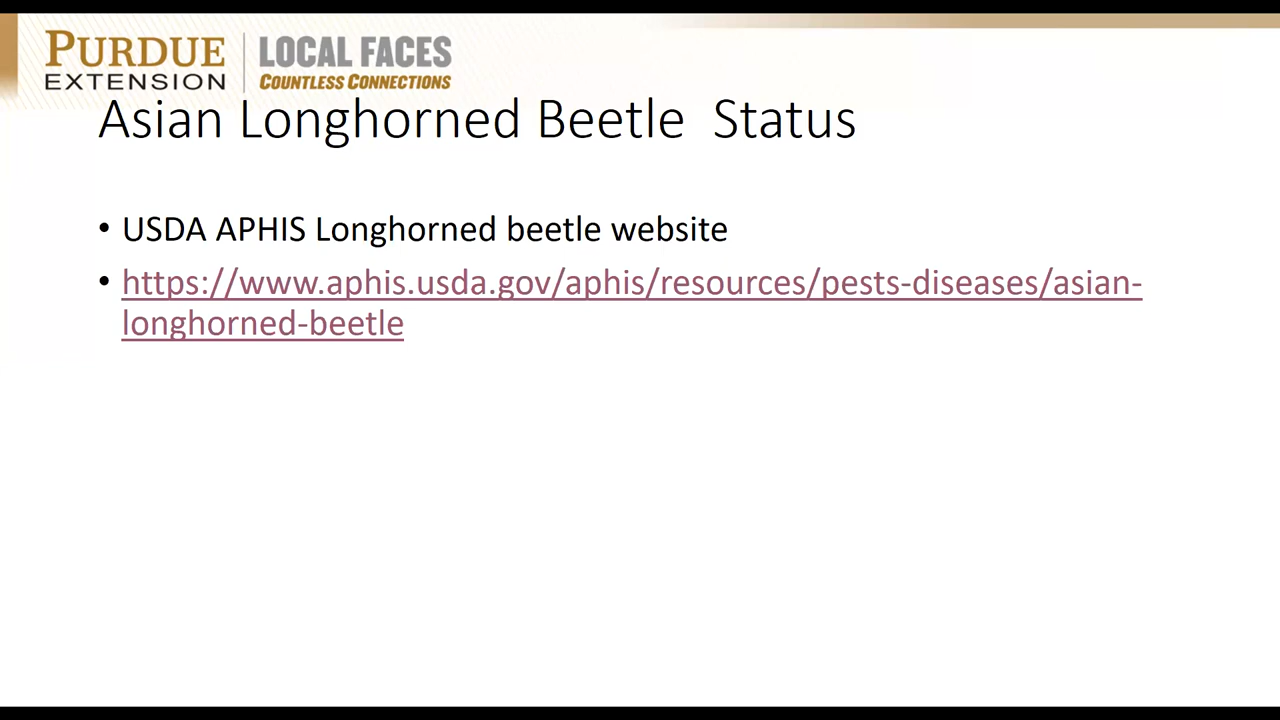 PURDUE
EXTENSION
LOCAL FACES
COUNTLESS CONNECTIONS
Asian Longhorned Beetle  Status
• USDA APHIS Longhorned beetle website
• https://www.aphis.usda.gov/aphis/resources/pests-diseases/asian-
longhorned-beetle